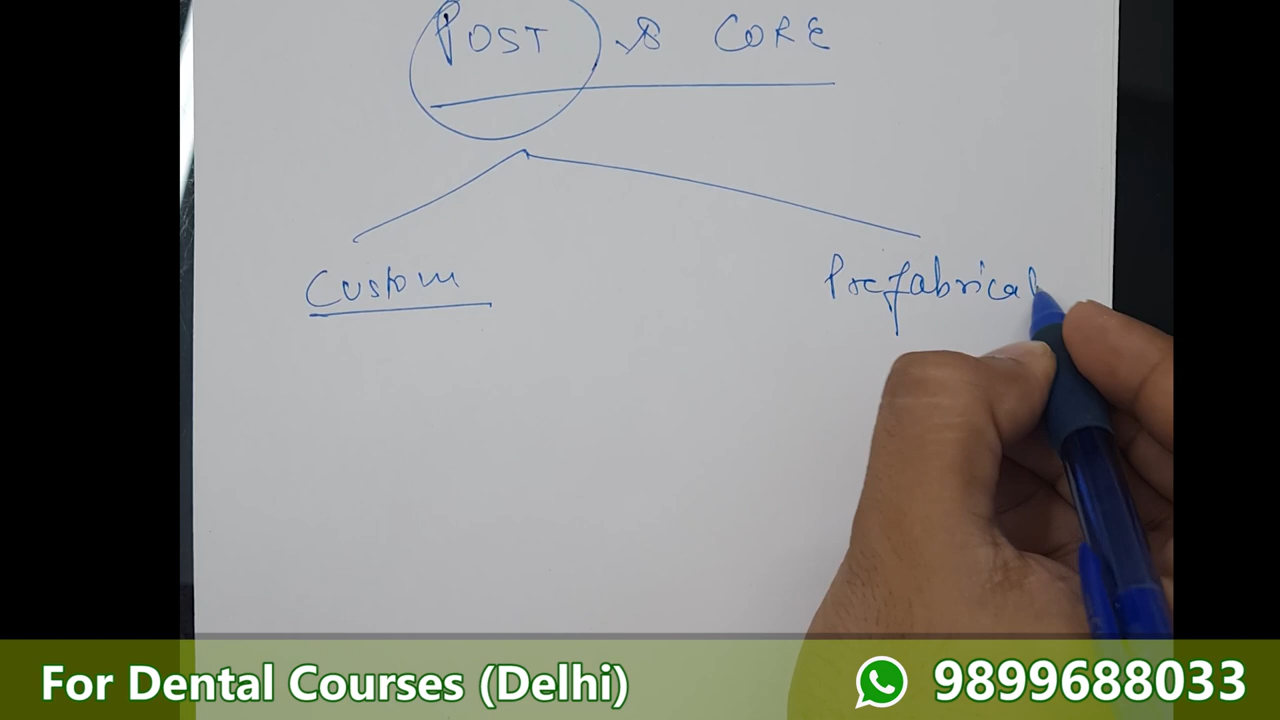 POST & CORE
Custom Prefabricat
For Dental Courses (Delhi) 9899688033